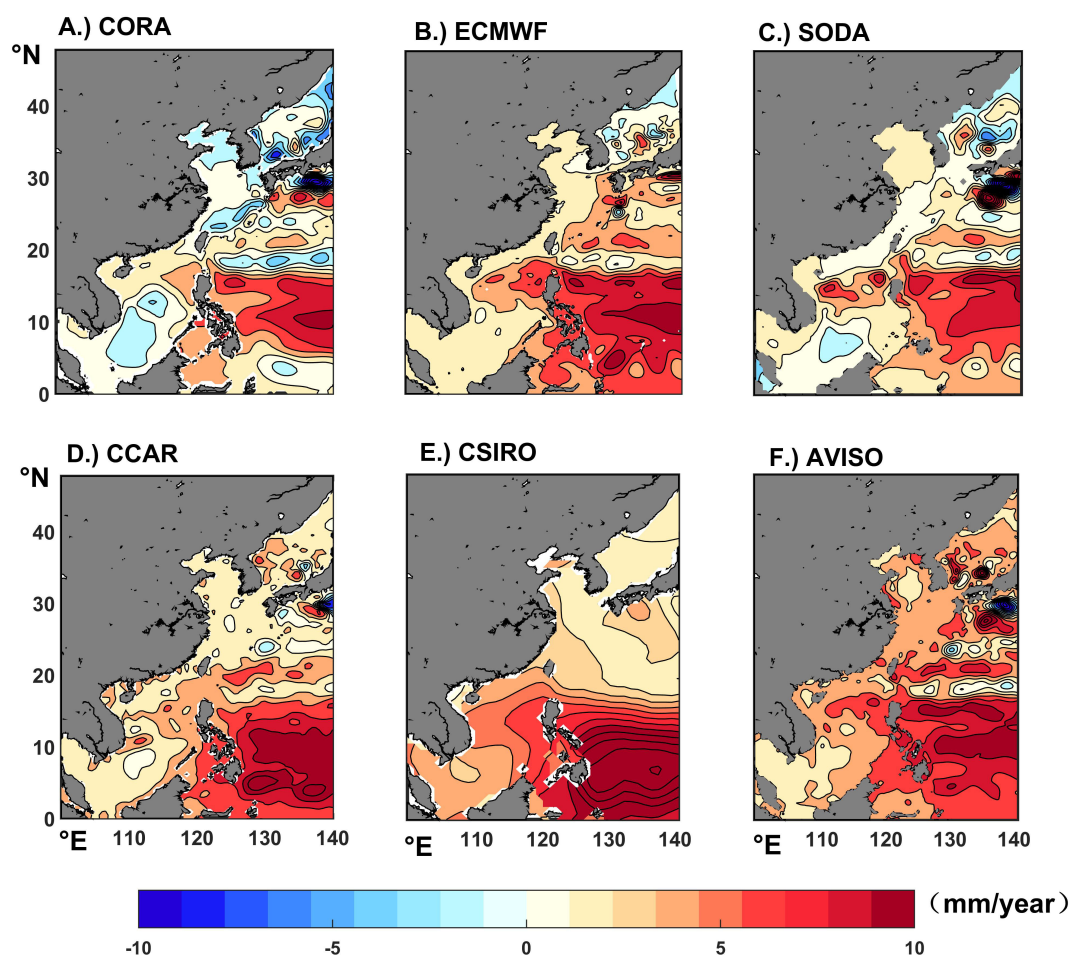 A.) CORA
B.) ECMWF
C.) SODA
°N
40
30
20
10
0
D.) CCAR
E.) CSIRO
F.) AVISO
°N
40
30
20
10
0
°E 110 120 130 140
°E 110 120 130 140
°E 110 120 130 140
(mm/year)
-10 -5 0 5 10